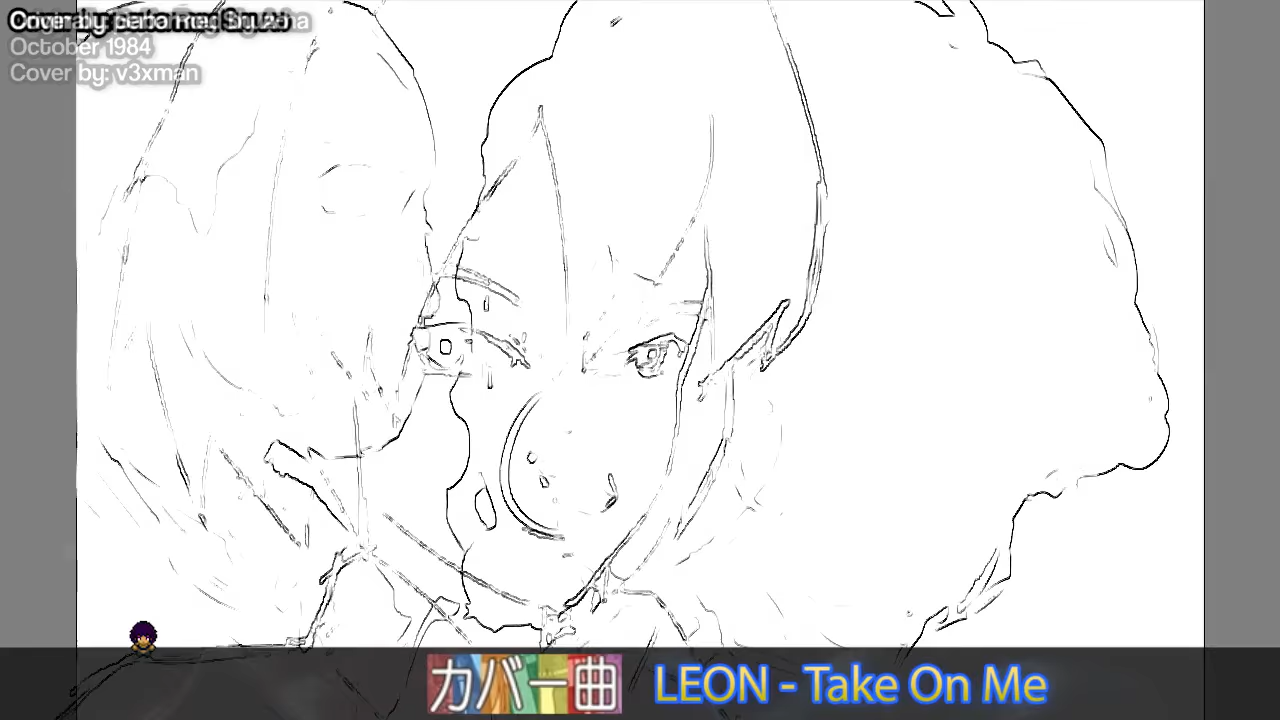 October 1984
Cover by: v3xman
カバー曲
LEON - Take On Me